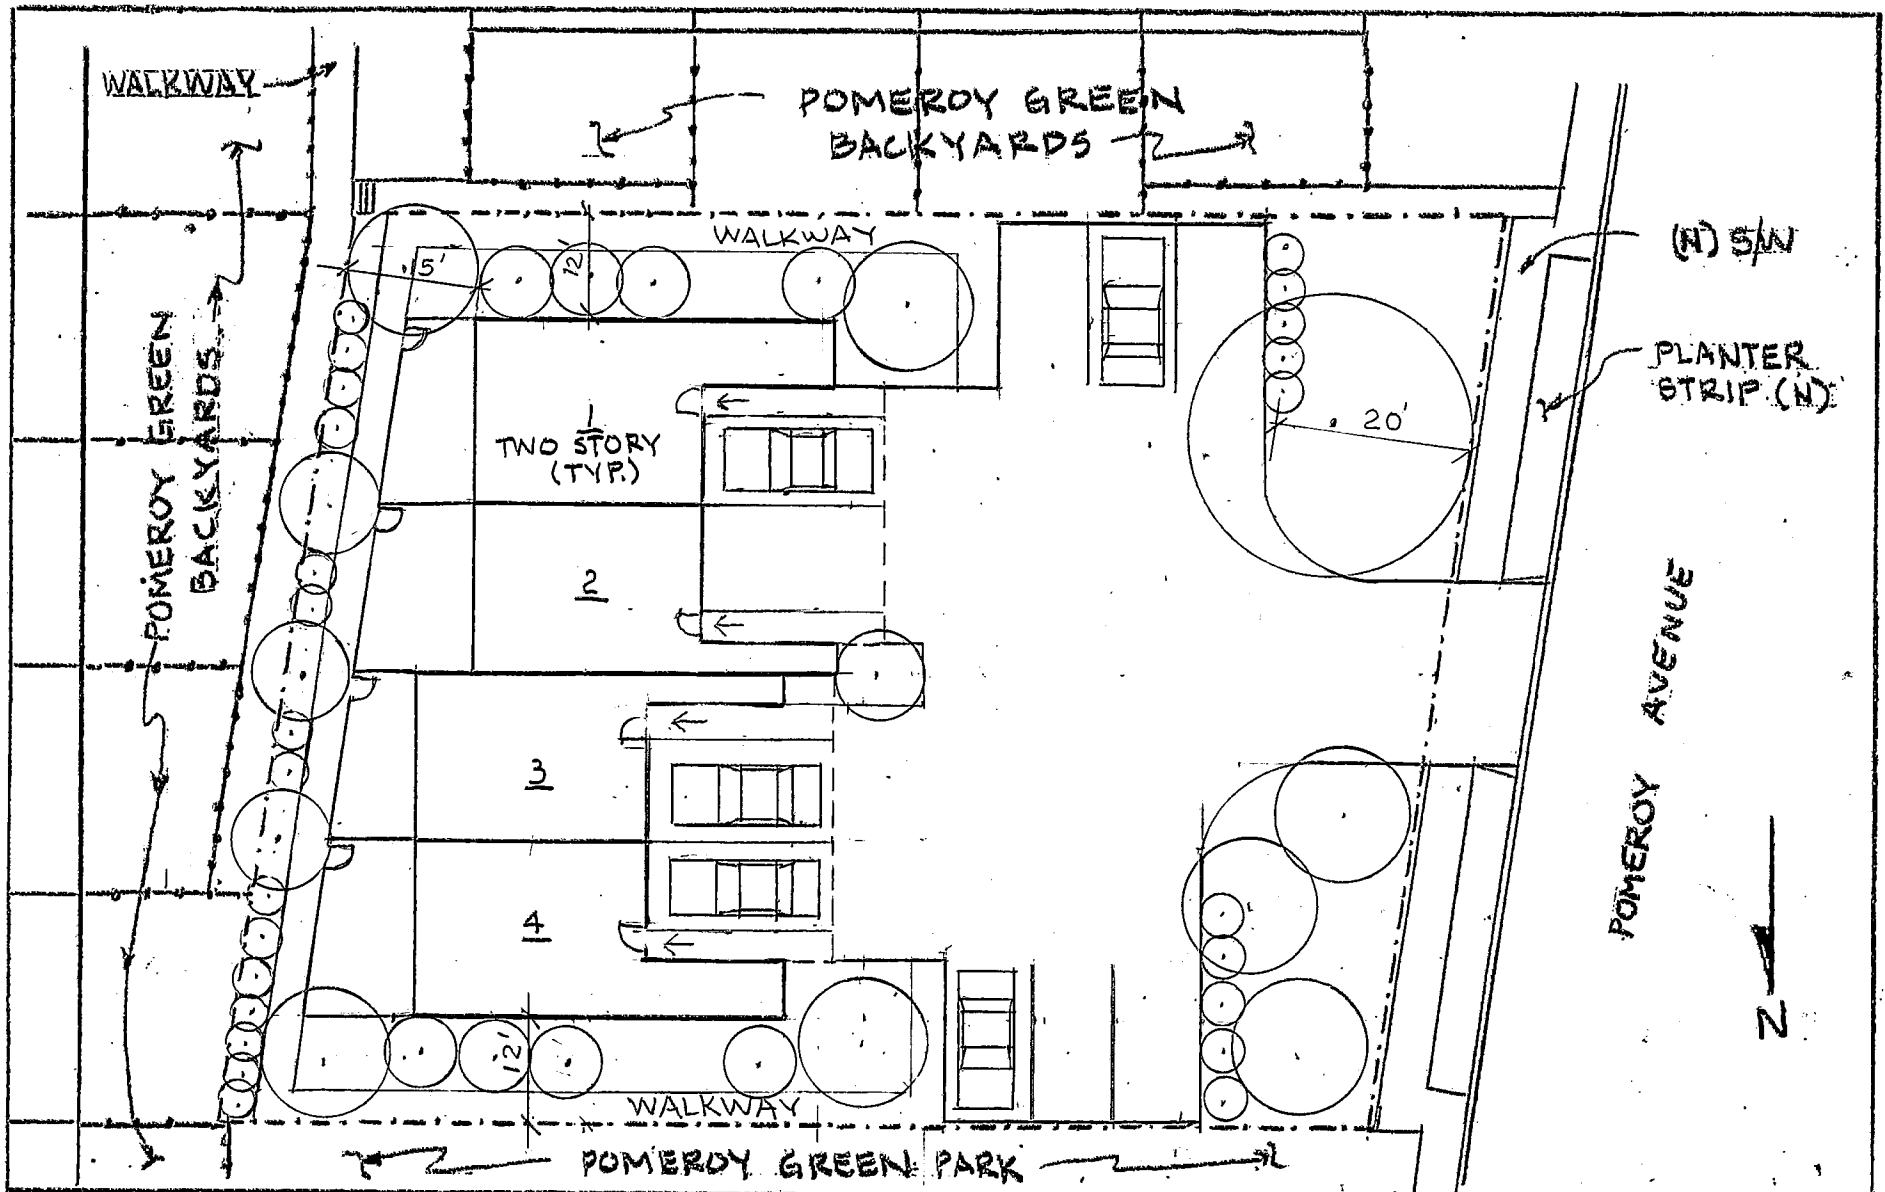 WALKWAY
POMEROY GREEN
BACKYARDS
WALKWAY
(N) S/W
5'
12'
PLANTER
STRIP (N)
20'
1
TWO STORY
(TYP.)
POMEROY GREEN
BACKYARDS
2
POMEROY AVENUE
3
4
12'
WALKWAY
N
POMEROY GREEN PARK